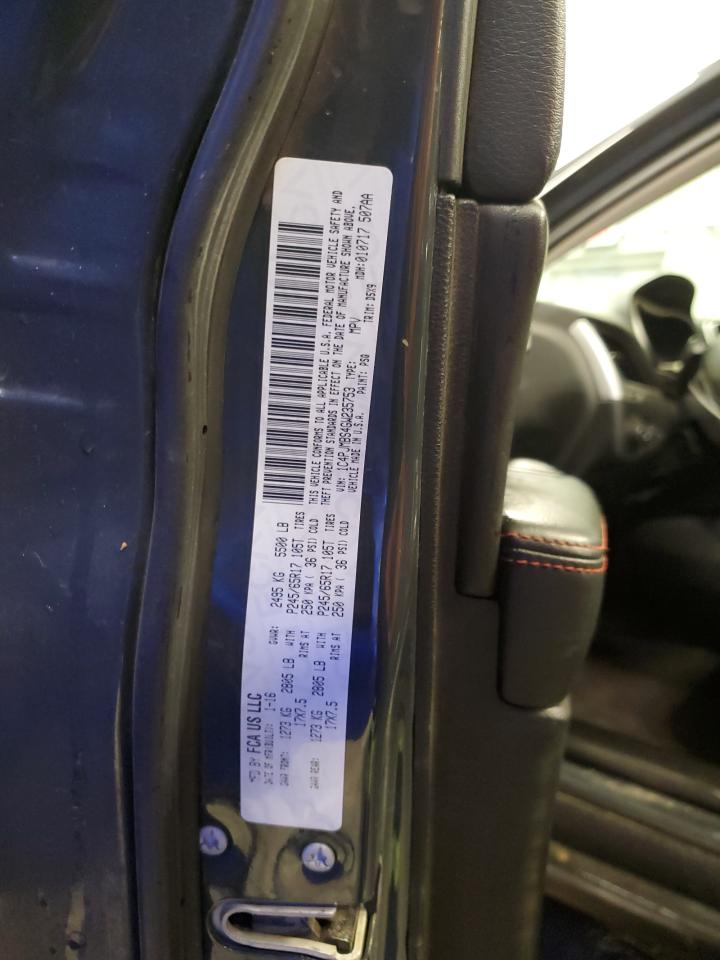 MFD BY FCA US LLC
DATE OF MFR: 1-16 GVWR: 2495 KG 5500 LB
GAWR FRONT: WITH TIRES
1273 KG 2805 LB P245/65R17 105T
RIMS AT
17X7.5 250 KPA ( 36 PSI) COLD
GAWR REAR: WITH TIRES
1273 KG 2805 LB P245/65R17 105T
RIMS AT
17X7.5 250 KPA ( 36 PSI) COLD
THIS VEHICLE CONFORMS TO ALL APPLICABLE U.S.A. FEDERAL MOTOR VEHICLE SAFETY AND
THEFT PREVENTION STANDARDS IN EFFECT ON THE DATE OF MANUFACTURE SHOWN ABOVE.
VIN: 1C4PJMBS4GW235753 TYPE: MPV MDH:010717 507AA
VEHICLE MADE IN U.S.A. PAINT: PSQ TRIM: D5X9